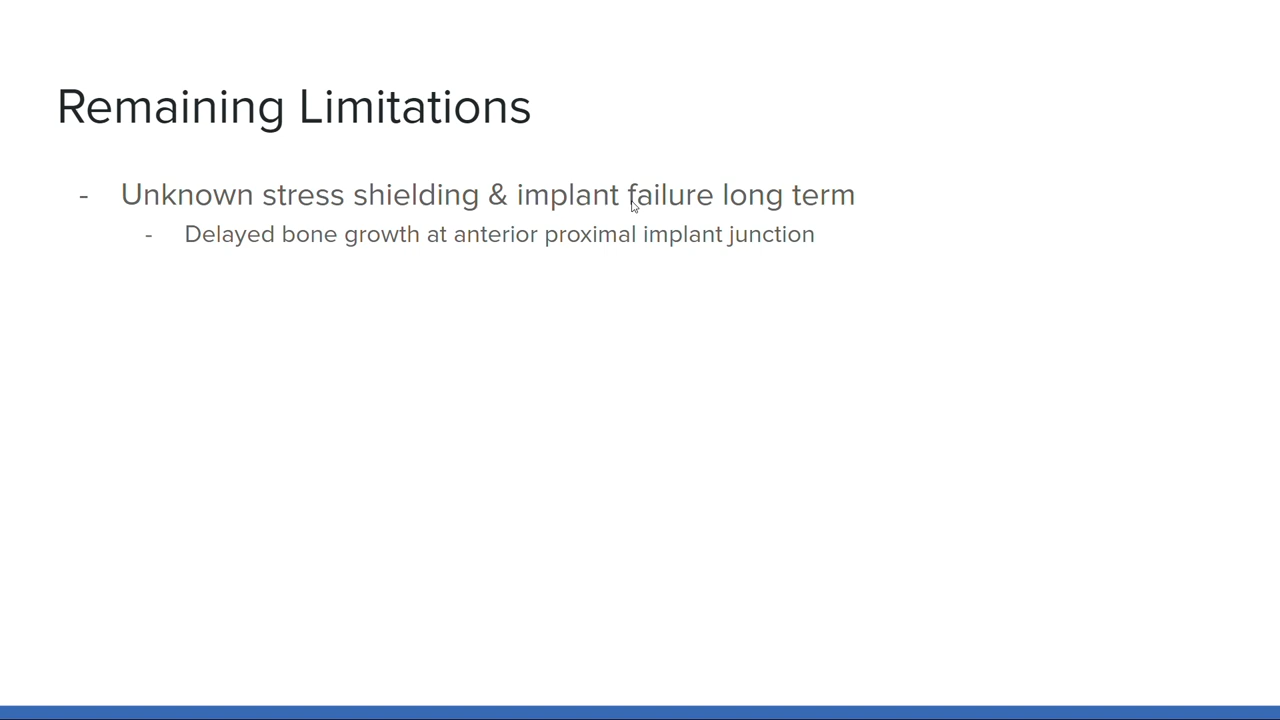 Remaining Limitations
- Unknown stress shielding & implant failure long term
- Delayed bone growth at anterior proximal implant junction